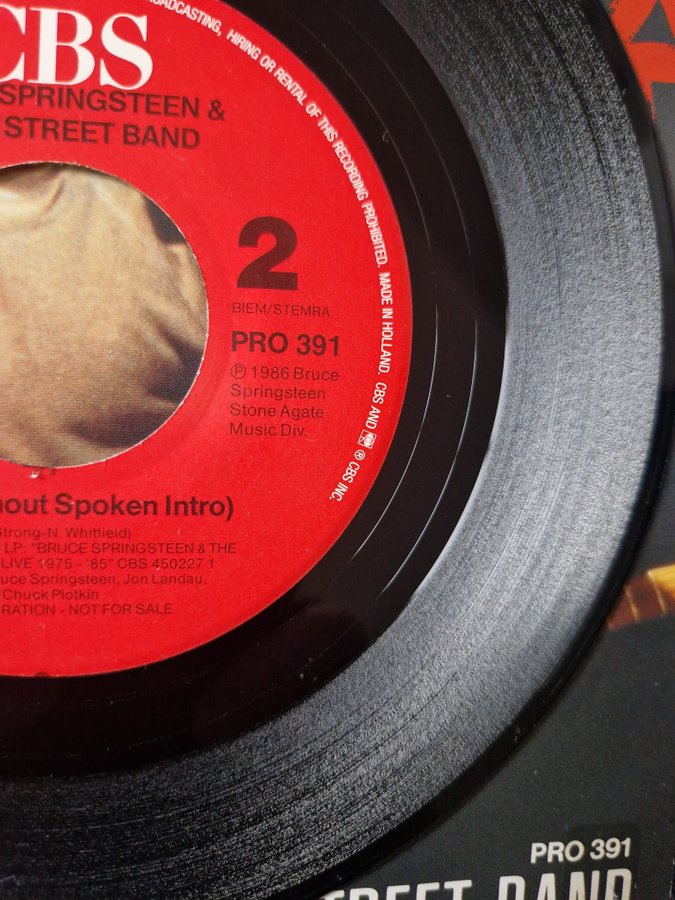 CBS
SPRINGSTEEN &
STREET BAND
BROADCASTING, HIRING OR RENTAL OF THIS RECORDING PROHIBITED. MADE IN HOLLAND. CBS AND ® CBS INC.
2
BIEM/STEMRA
PRO 391
℗ 1986 Bruce
Springsteen
Stone Agate
Music Div.
out Spoken Intro)
Strong-N. Whitfield)
LP: "BRUCE SPRINGSTEEN & THE
LIVE 1975 - '85" CBS 450227 1
uce Springsteen, Jon Landau,
Chuck Plotkin
RATION - NOT FOR SALE
PRO 391
STREET BAND